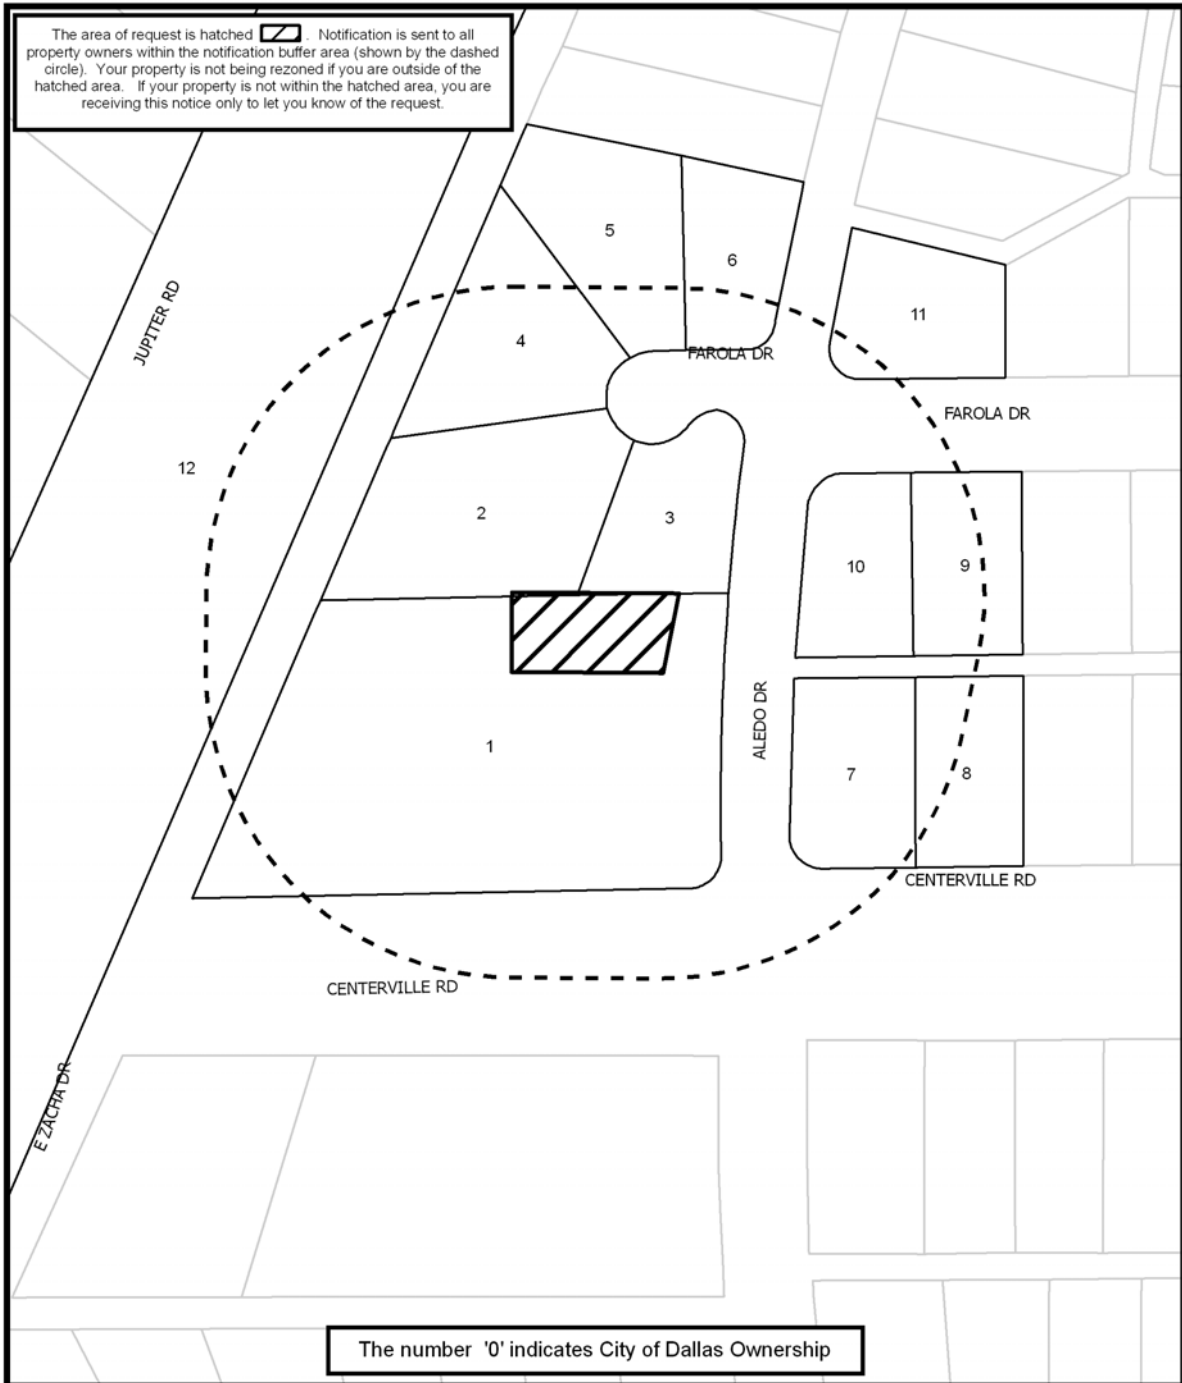 The area of request is hatched . Notification is sent to all
property owners within the notification buffer area (shown by the dashed
circle). Your property is not being rezoned if you are outside of the
hatched area. If your property is not within the hatched area, you are
receiving this notice only to let you know of the request.
5
6
11
JUPITER RD
4
FAROLA DR
FAROLA DR
12
2
3
10
9
ALEDO DR
1
7
8
CENTERVILLE RD
CENTERVILLE RD
E ZACHA DR
The number '0' indicates City of Dallas Ownership